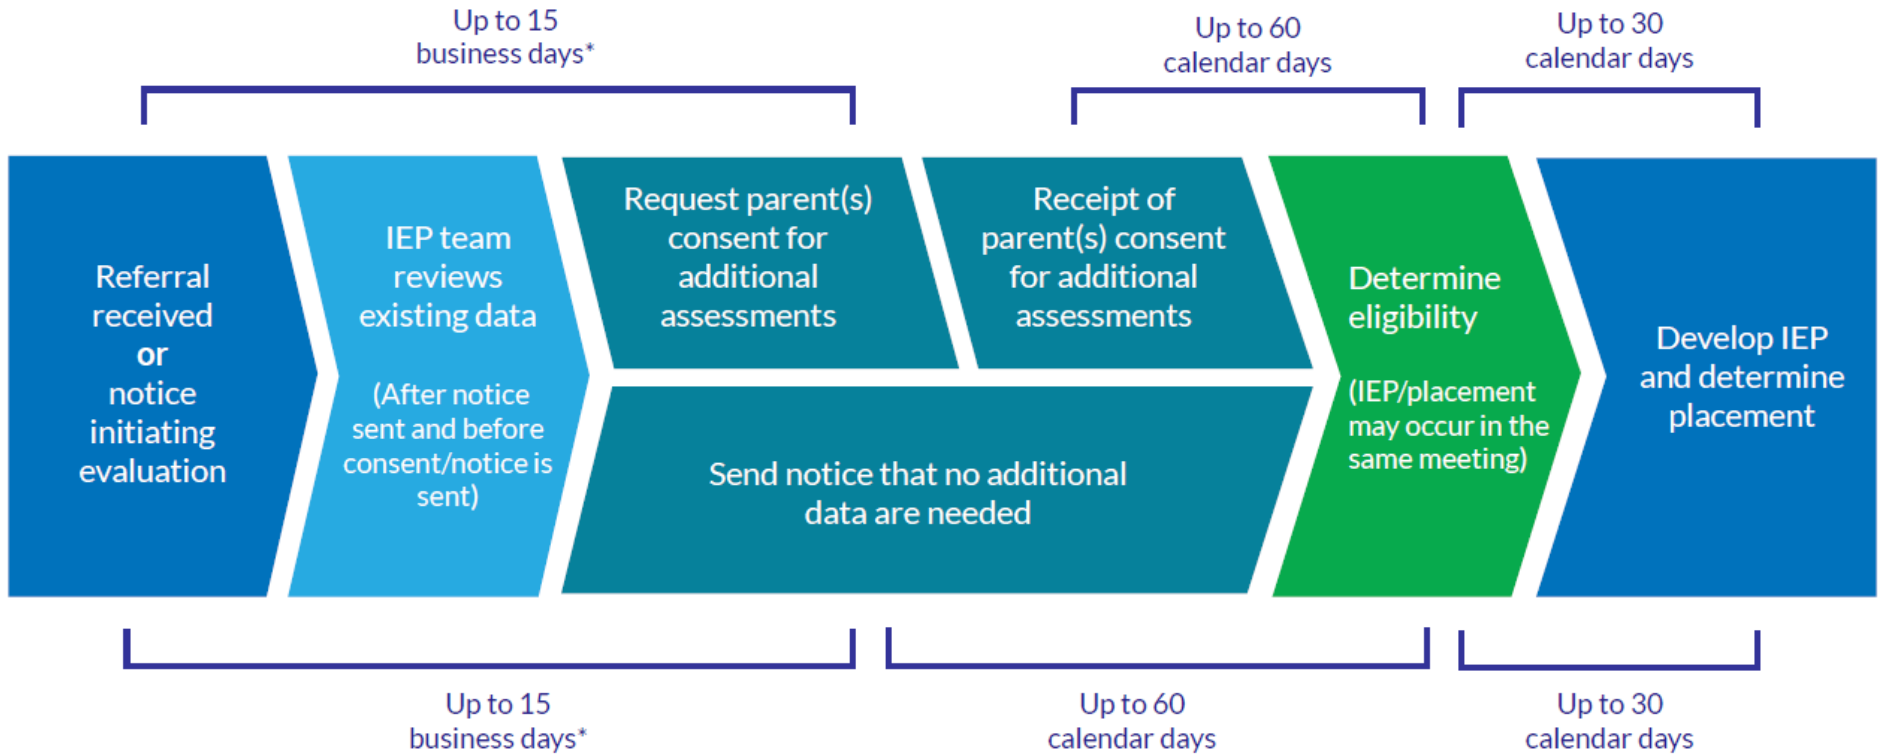 Up to 15
business days*
Up to 60
calendar days
Up to 30
calendar days
Referral
received
or
notice
initiating
evaluation
IEP team
reviews
existing data
(After notice
sent and before
consent/notice is
sent)
Request parent(s)
consent for
additional
assessments
Receipt of
parent(s) consent
for additional
assessments
Send notice that no additional
data are needed
Determine
eligibility
(IEP/placement
may occur in the
same meeting)
Develop IEP
and determine
placement
Up to 15
business days*
Up to 60
calendar days
Up to 30
calendar days